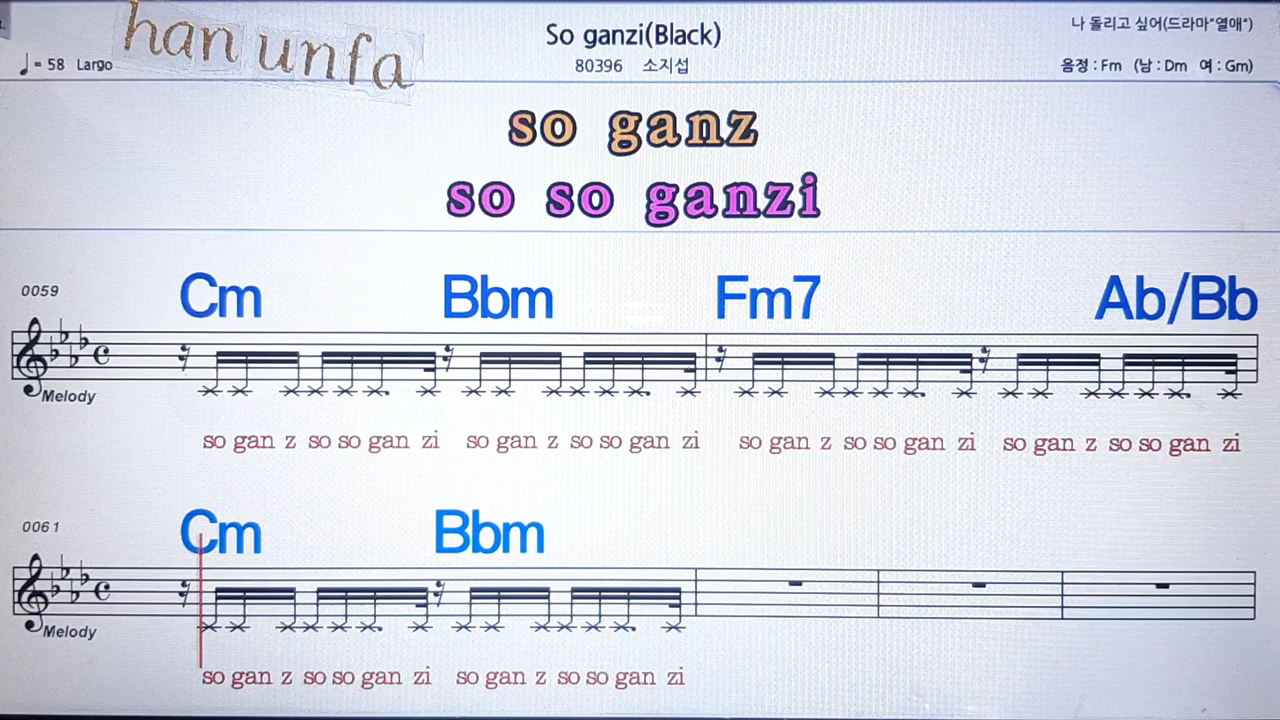 han unfa
So ganzi(Black)
나 돌리고 싶어(드라마"열애")
♩= 58 Largo
80396 소지섭
음정 : Fm (남 : Dm 여 : Gm)
so ganz
so so ganzi
0059
Cm Bbm Fm7 Ab/Bb
Melody
so gan z so so gan zi so gan z so so gan zi so gan z so so gan zi so gan z so so gan zi
0061
Cm Bbm
Melody
so gan z so so gan zi so gan z so so gan zi